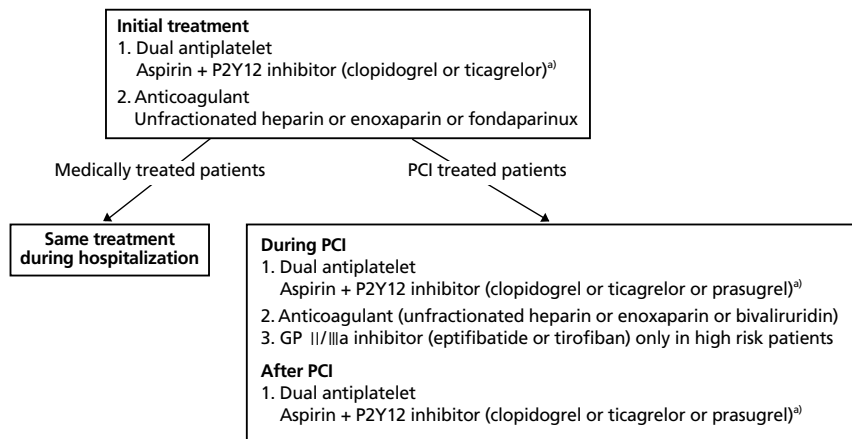 Initial treatment
1. Dual antiplatelet
Aspirin + P2Y12 inhibitor (clopidogrel or ticagrelor)a)
2. Anticoagulant
Unfractionated heparin or enoxaparin or fondaparinux
Medically treated patients
PCI treated patients
Same treatment
during hospitalization
During PCI
1. Dual antiplatelet
Aspirin + P2Y12 inhibitor (clopidogrel or ticagrelor or prasugrel)a)
2. Anticoagulant (unfractionated heparin or enoxaparin or bivaliruridin)
3. GP II/IIIa inhibitor (eptifibatide or tirofiban) only in high risk patients
After PCI
1. Dual antiplatelet
Aspirin + P2Y12 inhibitor (clopidogrel or ticagrelor or prasugrel)a)